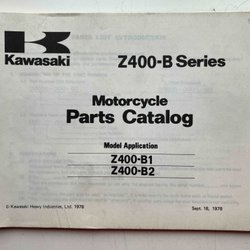 Kawasaki
Z400-B Series
Motorcycle
Parts Catalog
Model Application
Z400-B1
Z400-B2
© Kawasaki Heavy Industries, Ltd. 1978
Sept. 18, 1978